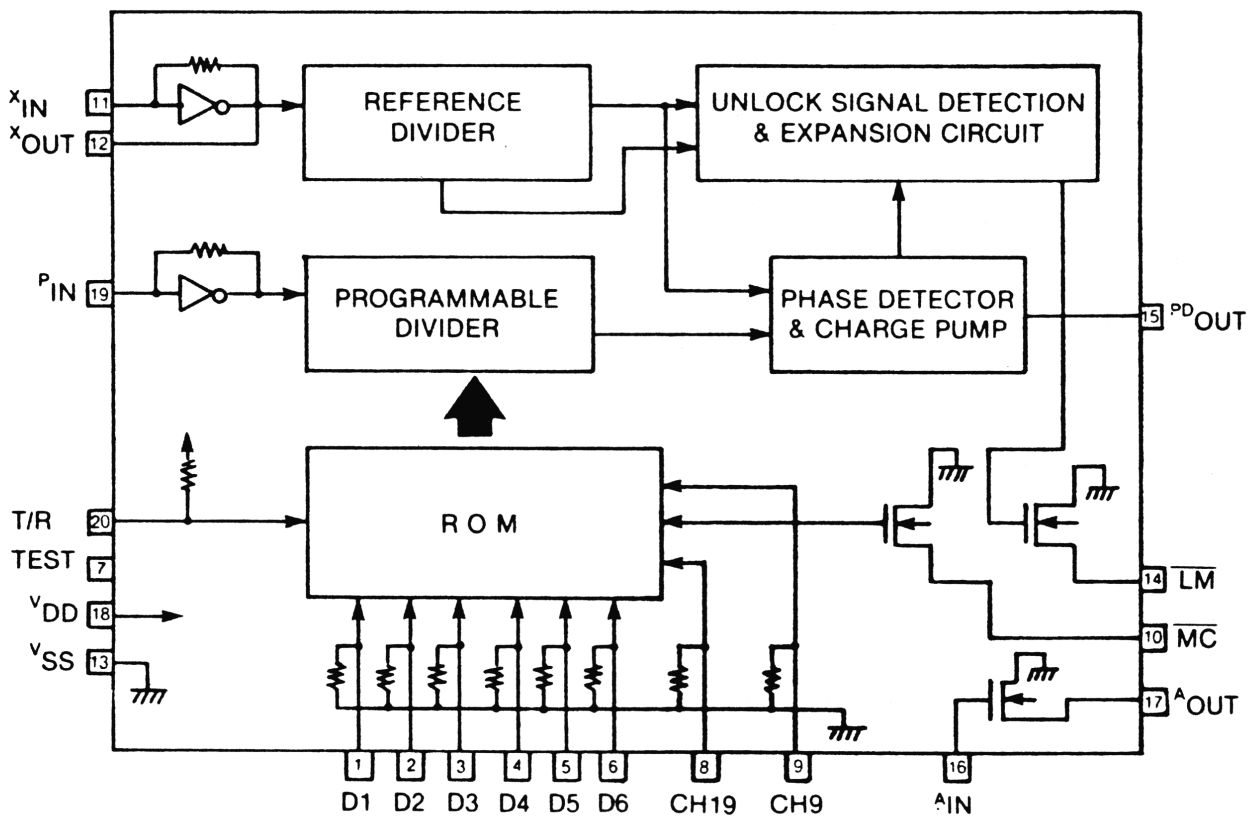 XIN 11
XOUT 12
REFERENCE
DIVIDER
UNLOCK SIGNAL DETECTION
& EXPANSION CIRCUIT
PIN 19
PROGRAMMABLE
DIVIDER
PHASE DETECTOR
& CHARGE PUMP
15 PDOUT
T/R 20
TEST 7
VDD 18
VSS 13
ROM
14 LM
10 MC
17 AOUT
1 2 3 4 5 6 8 9 16
D1 D2 D3 D4 D5 D6 CH19 CH9 AIN